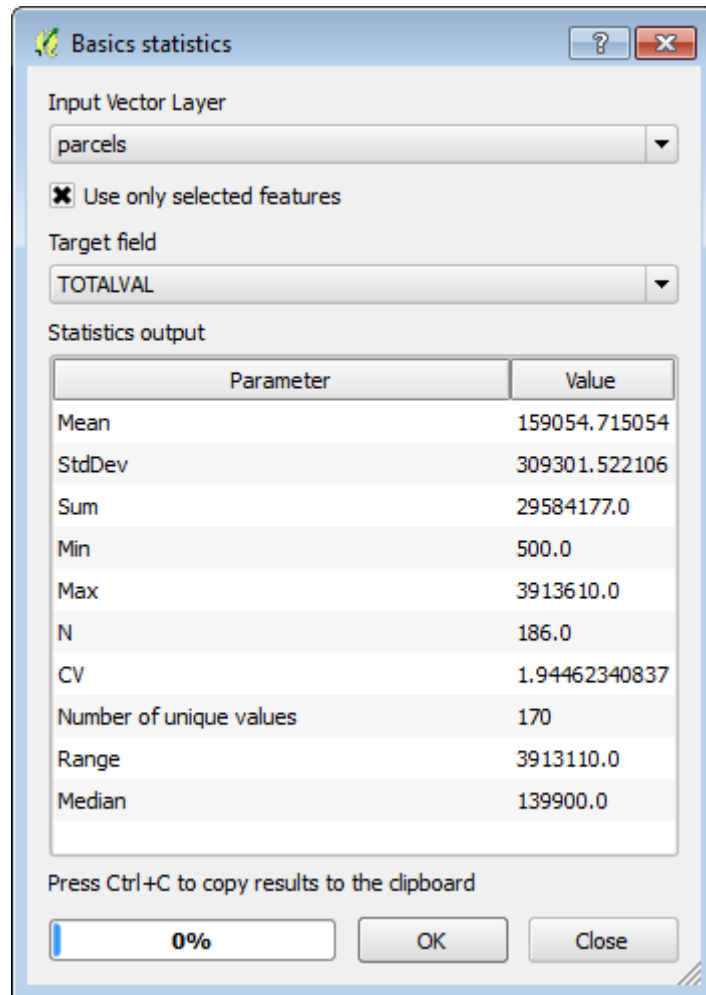 Basics statistics
Input Vector Layer
parcels
Use only selected features
Target field
TOTALVAL
Statistics output
Parameter Value
Mean 159054.715054
StdDev 309301.522106
Sum 29584177.0
Min 500.0
Max 3913610.0
N 186.0
CV 1.94462340837
Number of unique values 170
Range 3913110.0
Median 139900.0
Press Ctrl+C to copy results to the clipboard
0% OK Close